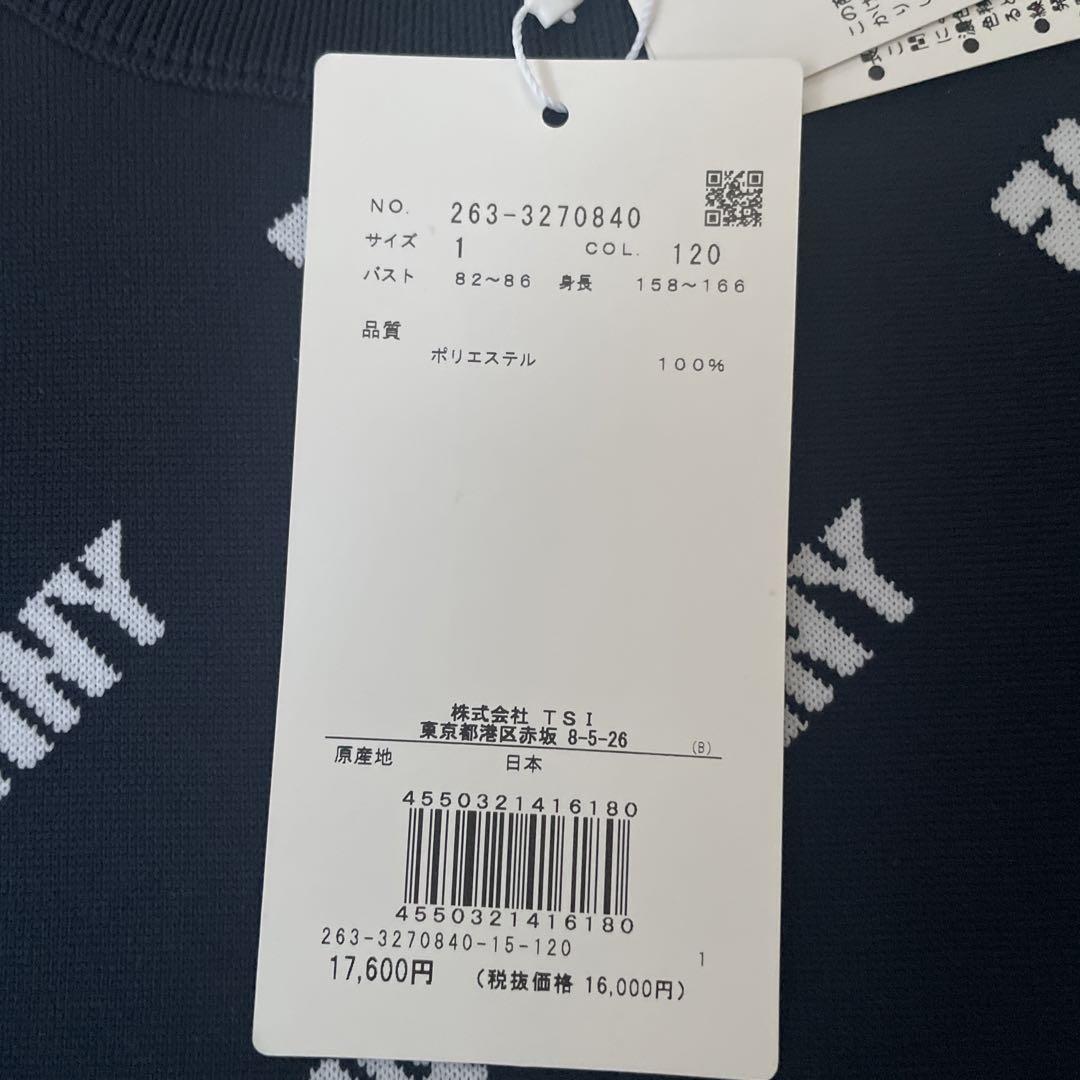 NO. 263-3270840
サイズ 1 COL. 120
バスト 82～86 身長 158～166
品質
ポリエステル 100%
株式会社 TSI
東京都港区赤坂 8-5-26 (B)
原産地 日本
4550321416180
4550321416180
263-3270840-15-120 1
17,600円 (税抜価格 16,000円)